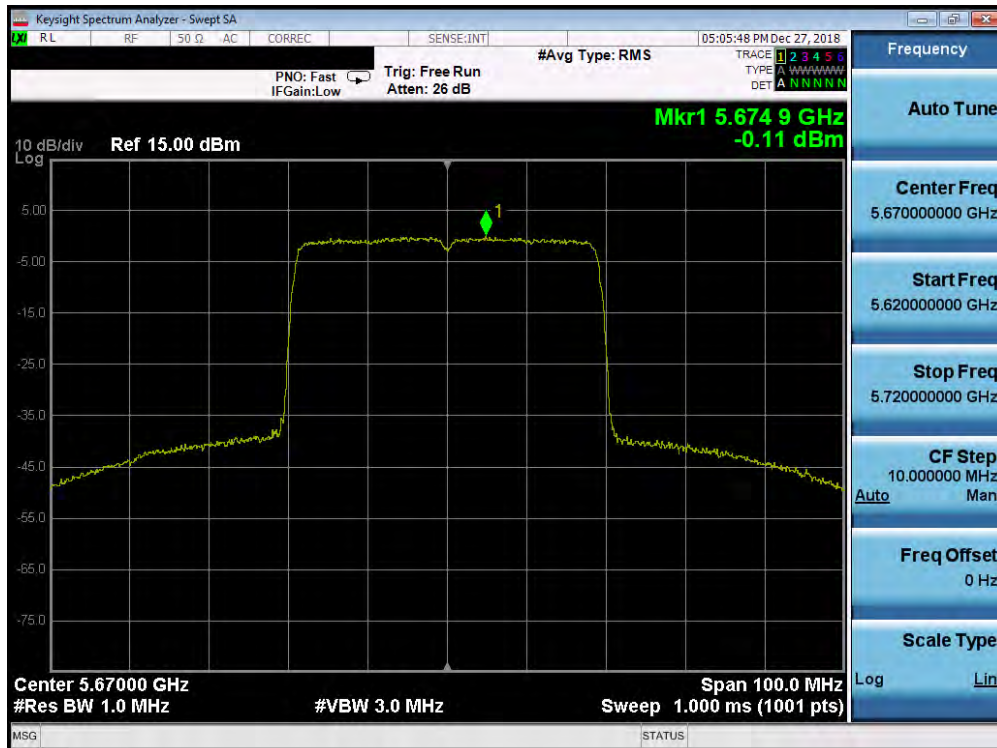 Keysight Spectrum Analyzer - Swept SA
LXI RL RF 50 Ω AC CORREC SENSE:INT 05:05:48 PM Dec 27, 2018
#Avg Type: RMS TRACE 1 2 3 4 5 6
PNO: Fast Trig: Free Run TYPE A WWWWW
IFGain:Low Atten: 26 dB DET A N N N N N
Mkr1 5.674 9 GHz
-0.11 dBm
10 dB/div Ref 15.00 dBm
Log
1
5.00
-5.00
-15.0
-25.0
-35.0
-45.0
-55.0
-65.0
-75.0
Center 5.67000 GHz Span 100.0 MHz
#Res BW 1.0 MHz #VBW 3.0 MHz Sweep 1.000 ms (1001 pts)
MSG STATUS
Frequency
Auto Tune
Center Freq
5.670000000 GHz
Start Freq
5.620000000 GHz
Stop Freq
5.720000000 GHz
CF Step
10.000000 MHz
Auto Man
Freq Offset
0 Hz
Scale Type
Log Lin